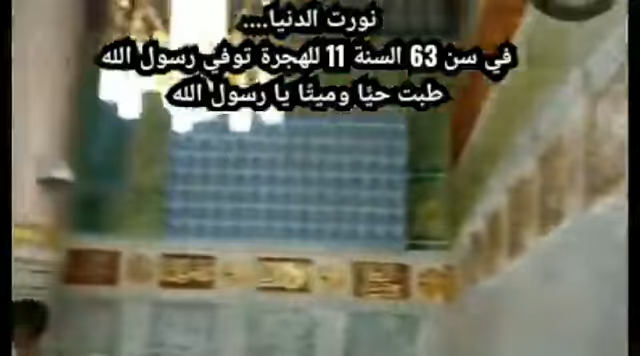 نورت الدنيا....
في سن 63 السنة 11 للهجرة توفي رسول الله
طبت حيًا وميتًا يا رسول الله